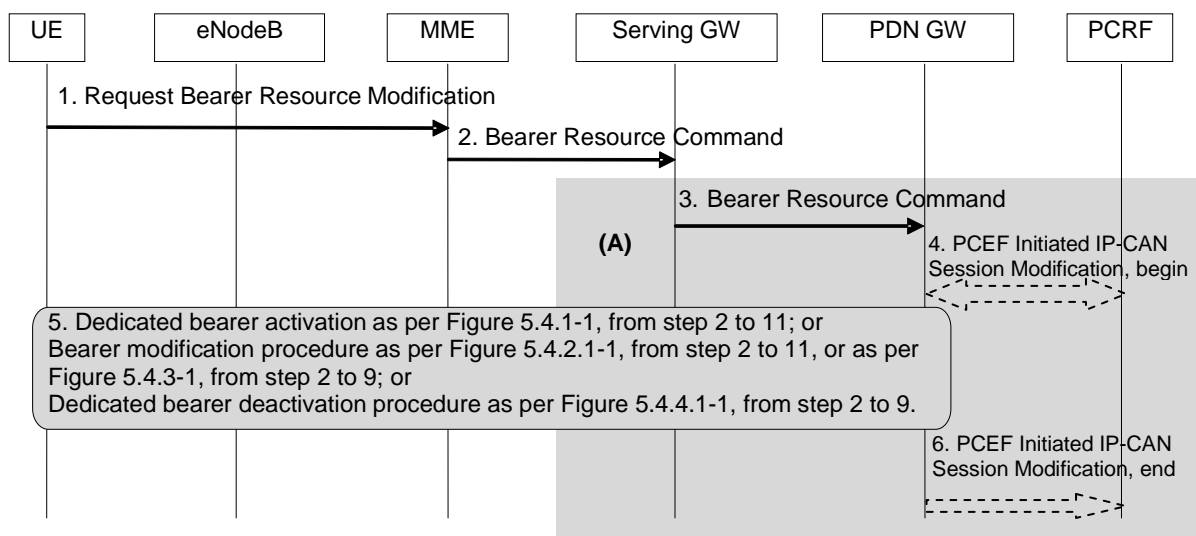 UE
eNodeB
MME
Serving GW
PDN GW
PCRF
1. Request Bearer Resource Modification
2. Bearer Resource Command
3. Bearer Resource Command
(A)
4. PCEF Initiated IP-CAN
Session Modification, begin
5. Dedicated bearer activation as per Figure 5.4.1-1, from step 2 to 11; or
Bearer modification procedure as per Figure 5.4.2.1-1, from step 2 to 11, or as per
Figure 5.4.3-1, from step 2 to 9; or
Dedicated bearer deactivation procedure as per Figure 5.4.4.1-1, from step 2 to 9.
6. PCEF Initiated IP-CAN
Session Modification, end